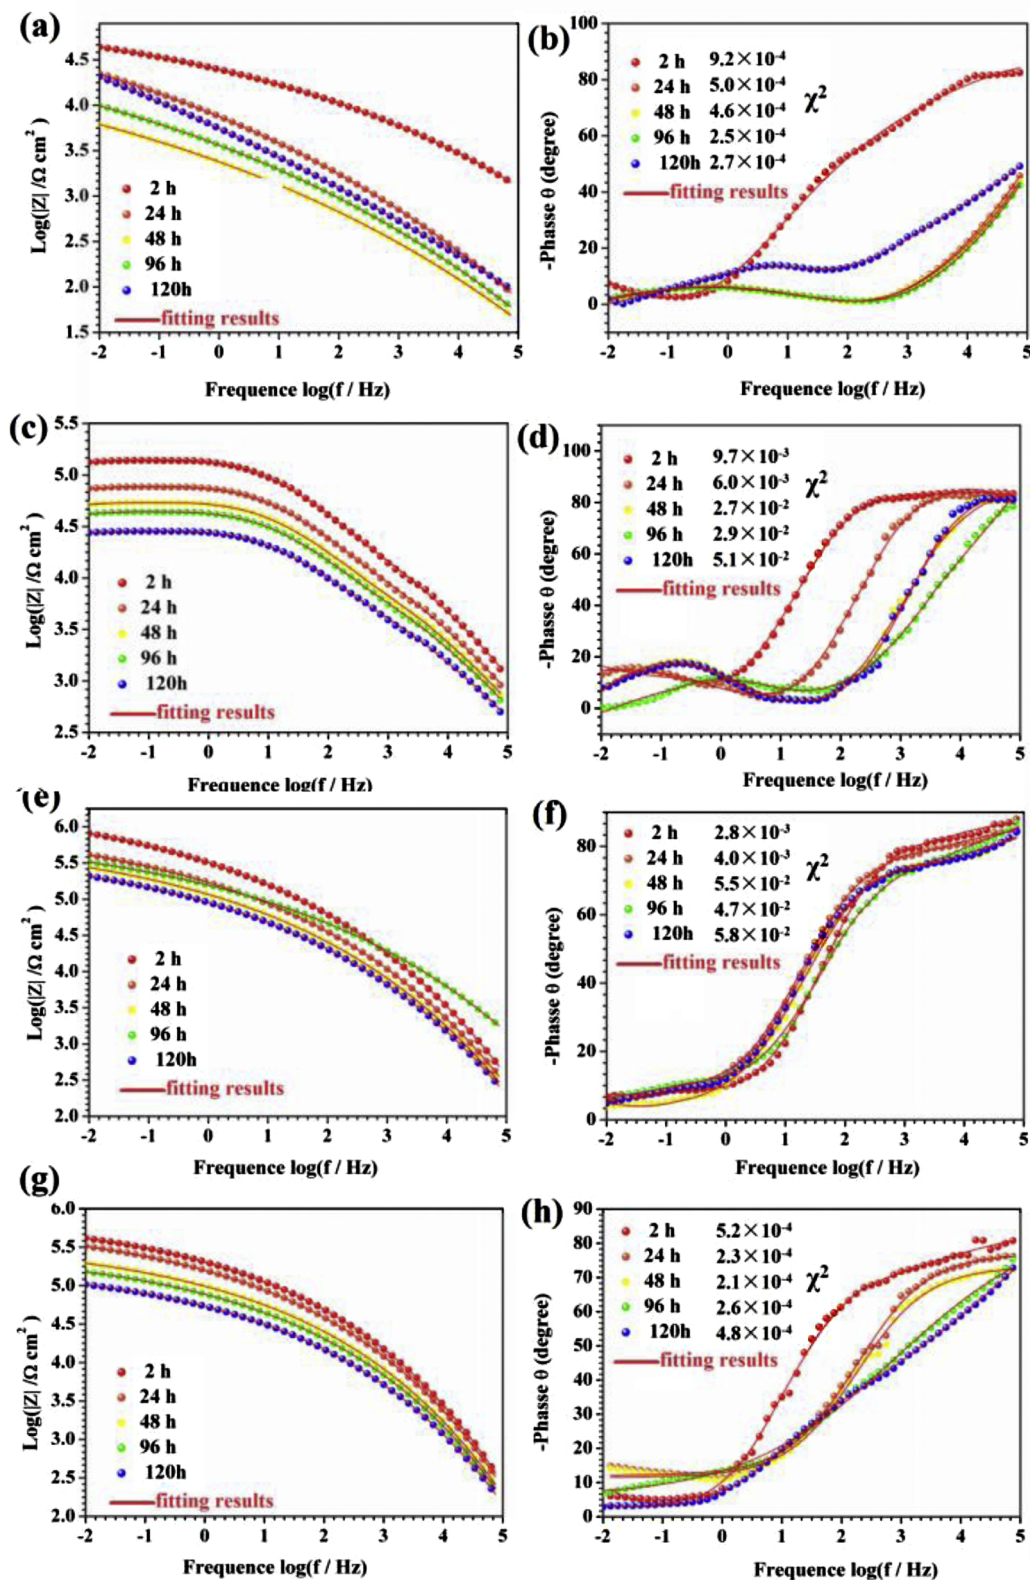 (a)
Log(|Z| /Ω cm²)
4.5
4.0
3.5
3.0
2.5
2.0
1.5
2 h
24 h
48 h
96 h
120h
fitting results
-2 -1 0 1 2 3 4 5
Frequence log(f / Hz)
(b)
-Phasse θ (degree)
100
80
60
40
20
0
2 h 9.2×10⁻⁴
24 h 5.0×10⁻⁴
48 h 4.6×10⁻⁴
96 h 2.5×10⁻⁴
120h 2.7×10⁻⁴
χ²
fitting results
-2 -1 0 1 2 3 4 5
Frequence log(f / Hz)
(c)
Log(|Z| /Ω cm²)
5.5
5.0
4.5
4.0
3.5
3.0
2.5
2 h
24 h
48 h
96 h
120h
fitting results
-2 -1 0 1 2 3 4 5
Frequence log(f / Hz)
(d)
-Phasse θ (degree)
100
80
60
40
20
0
2 h 9.7×10⁻³
24 h 6.0×10⁻³
48 h 2.7×10⁻²
96 h 2.9×10⁻²
120h 5.1×10⁻²
χ²
fitting results
-2 -1 0 1 2 3 4 5
Frequence log(f / Hz)
(e)
Log(|Z| /Ω cm²)
6.0
5.5
5.0
4.5
4.0
3.5
3.0
2.5
2.0
2 h
24 h
48 h
96 h
120h
fitting results
-2 -1 0 1 2 3 4 5
Frequence log(f / Hz)
(f)
-Phasse θ (degree)
80
60
40
20
0
2 h 2.8×10⁻³
24 h 4.0×10⁻³
48 h 5.5×10⁻²
96 h 4.7×10⁻²
120h 5.8×10⁻²
χ²
fitting results
-2 -1 0 1 2 3 4 5
Frequence log(f / Hz)
(g)
Log(|Z| /Ω cm²)
6.0
5.5
5.0
4.5
4.0
3.5
3.0
2.5
2.0
2 h
24 h
48 h
96 h
120h
fitting results
-2 -1 0 1 2 3 4 5
Frequence log(f / Hz)
(h)
-Phasse θ (degree)
90
80
70
60
50
40
30
20
10
0
2 h 5.2×10⁻⁴
24 h 2.3×10⁻⁴
48 h 2.1×10⁻⁴
96 h 2.6×10⁻⁴
120h 4.8×10⁻⁴
χ²
fitting results
-2 -1 0 1 2 3 4 5
Frequence log(f / Hz)